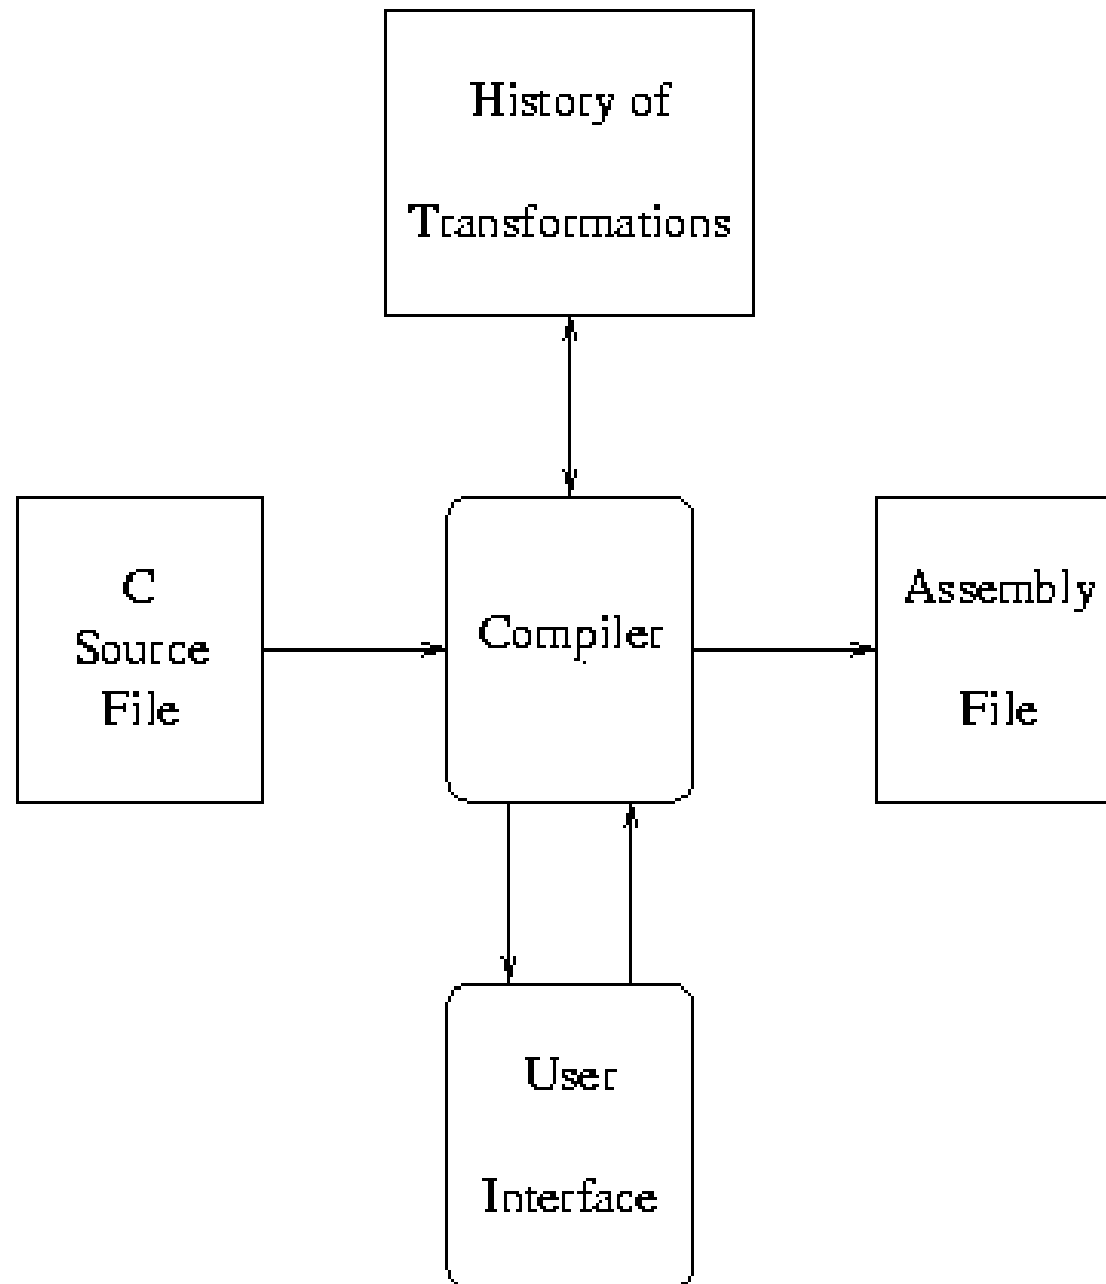 History of
Transformations
C
Source
File
Compiler
Assembly
File
User
Interface